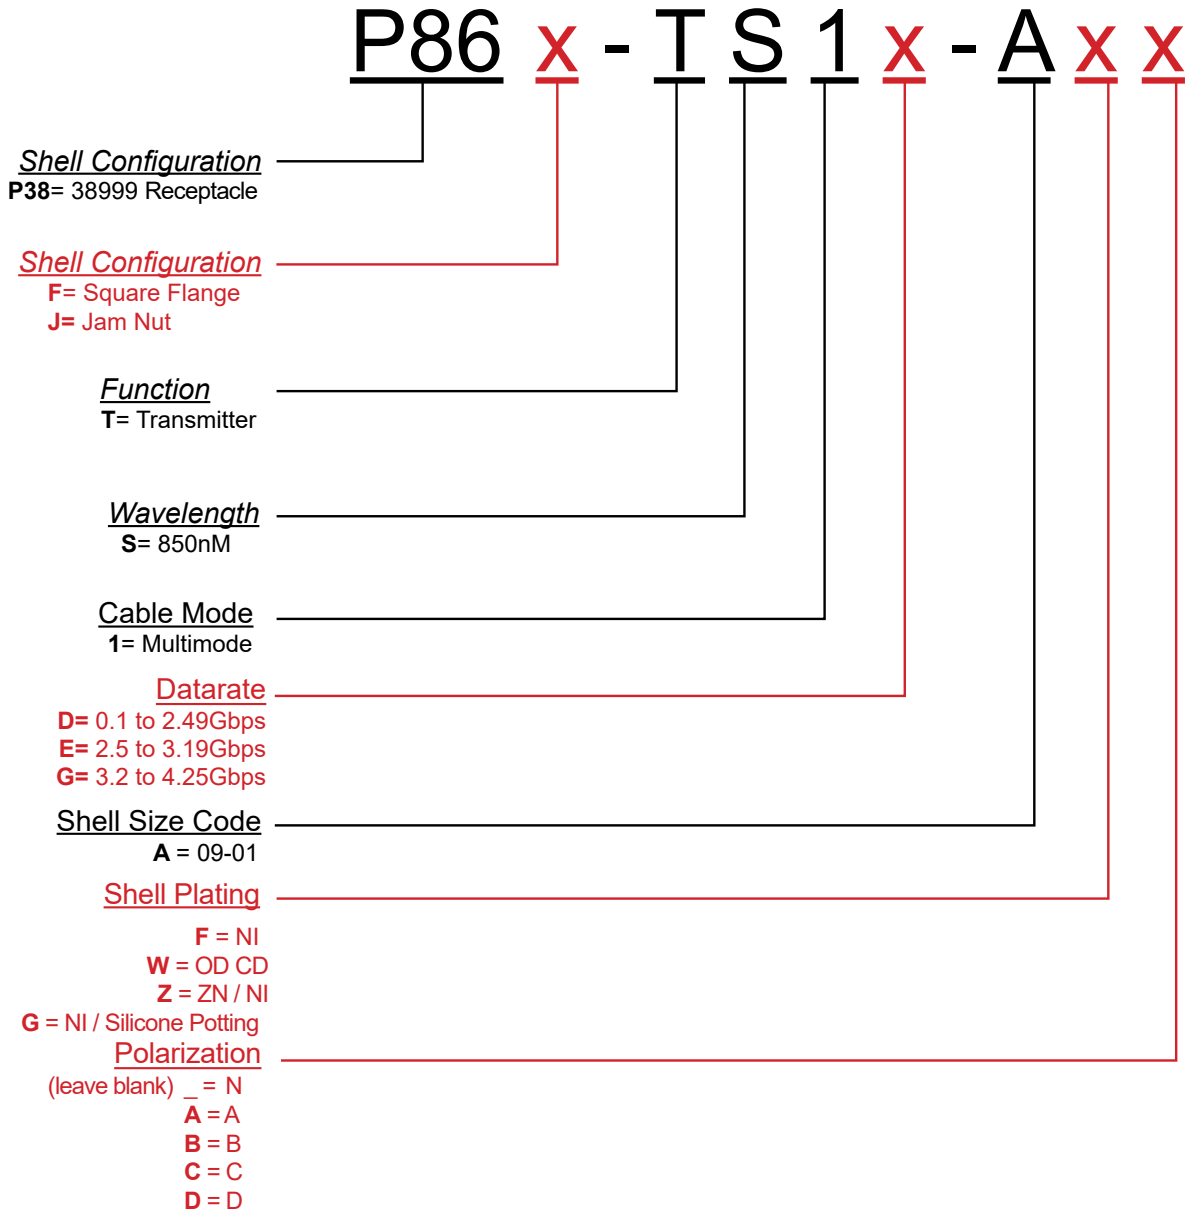 P86 x - T S 1 x - A x x
Shell Configuration
P38= 38999 Receptacle
Shell Configuration
F= Square Flange
J= Jam Nut
Function
T= Transmitter
Wavelength
S= 850nM
Cable Mode
1= Multimode
Datarate
D= 0.1 to 2.49Gbps
E= 2.5 to 3.19Gbps
G= 3.2 to 4.25Gbps
Shell Size Code
A = 09-01
Shell Plating
F = NI
W = OD CD
Z = ZN / NI
G = NI / Silicone Potting
Polarization
(leave blank) _ = N
A = A
B = B
C = C
D = D